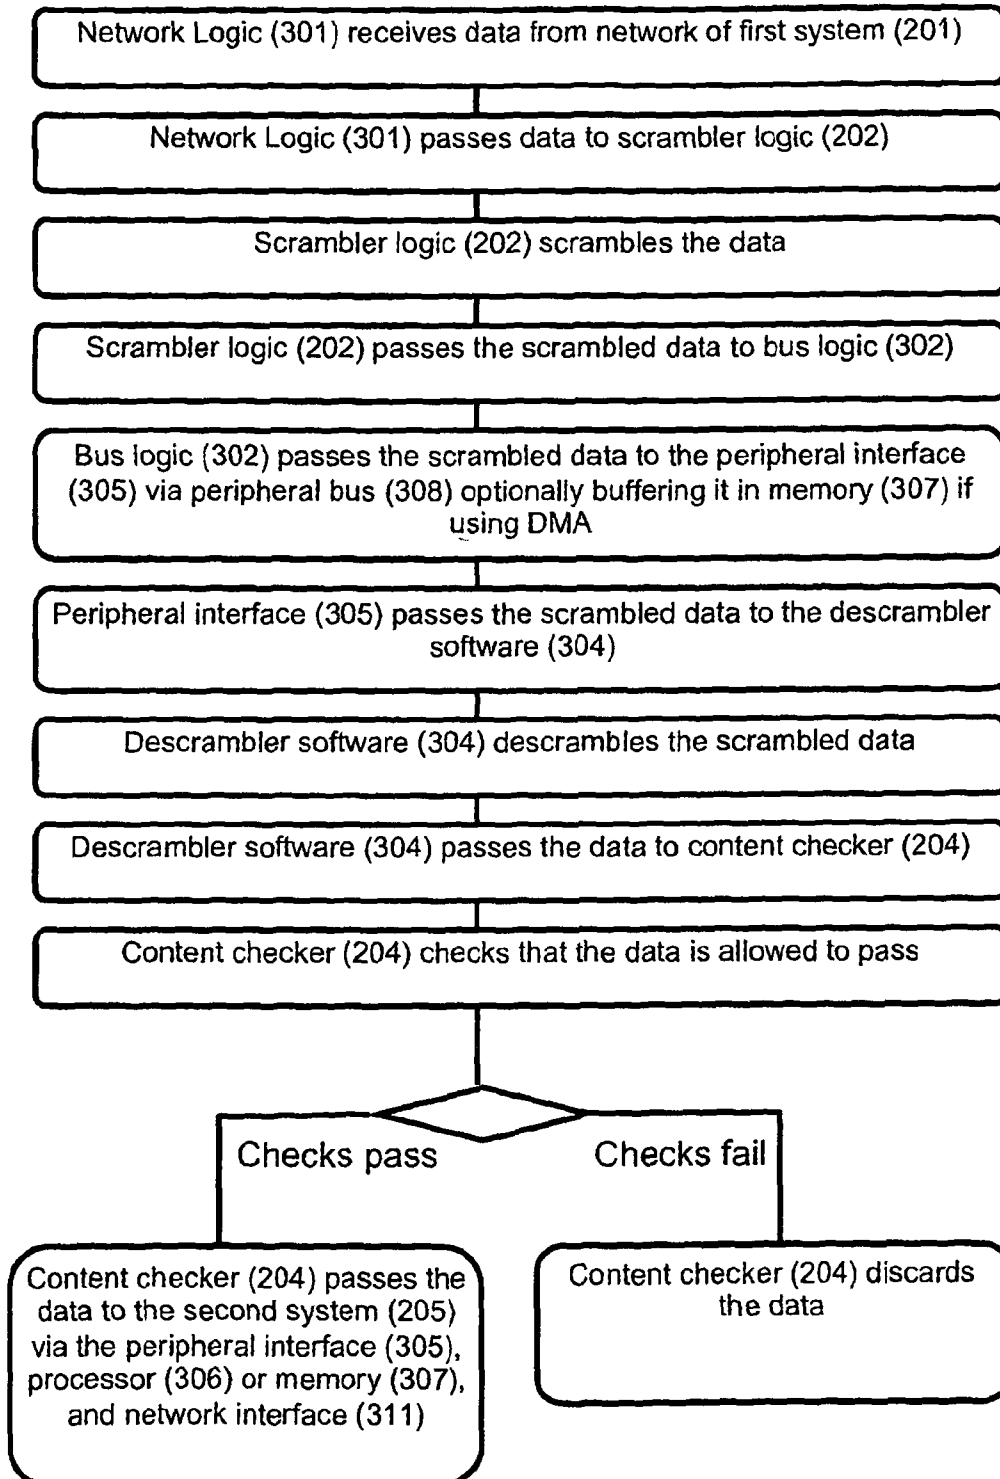 Network Logic (301) receives data from network of first system (201)
Network Logic (301) passes data to scrambler logic (202)
Scrambler logic (202) scrambles the data
Scrambler logic (202) passes the scrambled data to bus logic (302)
Bus logic (302) passes the scrambled data to the peripheral interface
(305) via peripheral bus (308) optionally buffering it in memory (307) if
using DMA
Peripheral interface (305) passes the scrambled data to the descrambler
software (304)
Descrambler software (304) descrambles the scrambled data
Descrambler software (304) passes the data to content checker (204)
Content checker (204) checks that the data is allowed to pass
Checks pass
Checks fail
Content checker (204) passes the
data to the second system (205)
via the peripheral interface (305),
processor (306) or memory (307),
and network interface (311)
Content checker (204) discards
the data